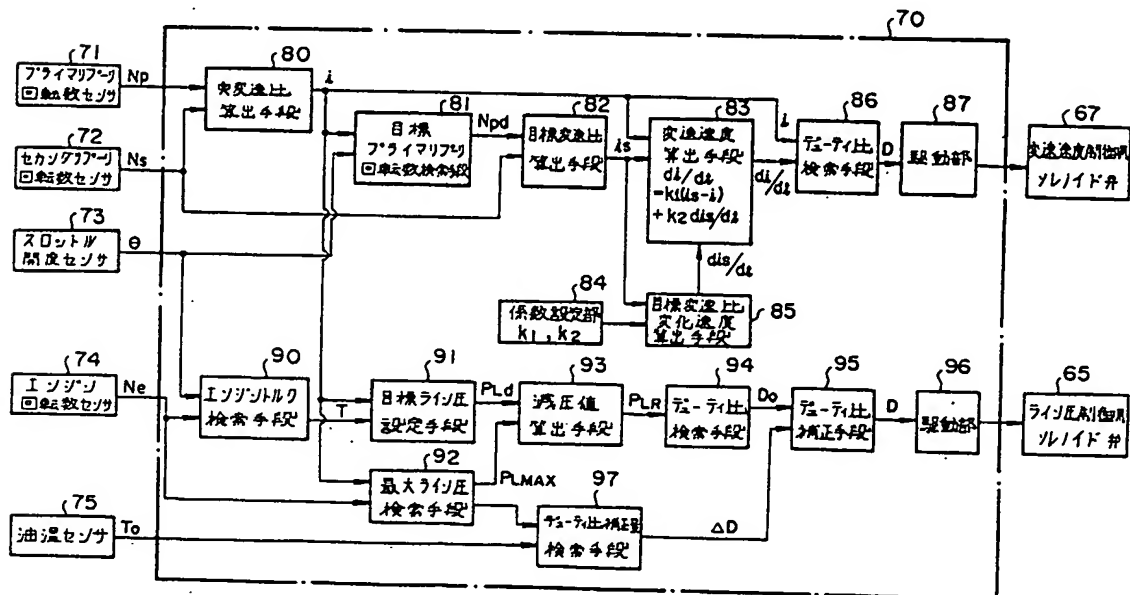 70
71
プライマリプーリ
回転数センサ
Np
80
実変速比
算出手段
i
72
セカンダリプーリ
回転数センサ
Ns
81
目標
プライマリプーリ
回転数検索手段
Npd
82
目標変速比
算出手段
is
83
変速速度
算出手段
di/dt
=k1(is-i)
+k2 dis/dt
di/dt
i
86
デューティ比
検索手段
D
87
駆動部
67
変速速度制御用
ソレノイド弁
73
スロットル
開度センサ
θ
dis/dt
84
係数設定部
k1, k2
85
目標変速比
変化速度
算出手段
74
エンジン
回転数センサ
Ne
90
エンジントルク
検索手段
T
91
目標ライン圧
設定手段
PLd
93
減圧値
算出手段
PLR
94
デューティ比
検索手段
Do
95
デューティ比
補正手段
D
96
駆動部
65
ライン圧制御用
ソレノイド弁
92
最大ライン圧
検索手段
PLMAX
75
油温センサ
To
97
デューティ比補正量
検索手段
ΔD